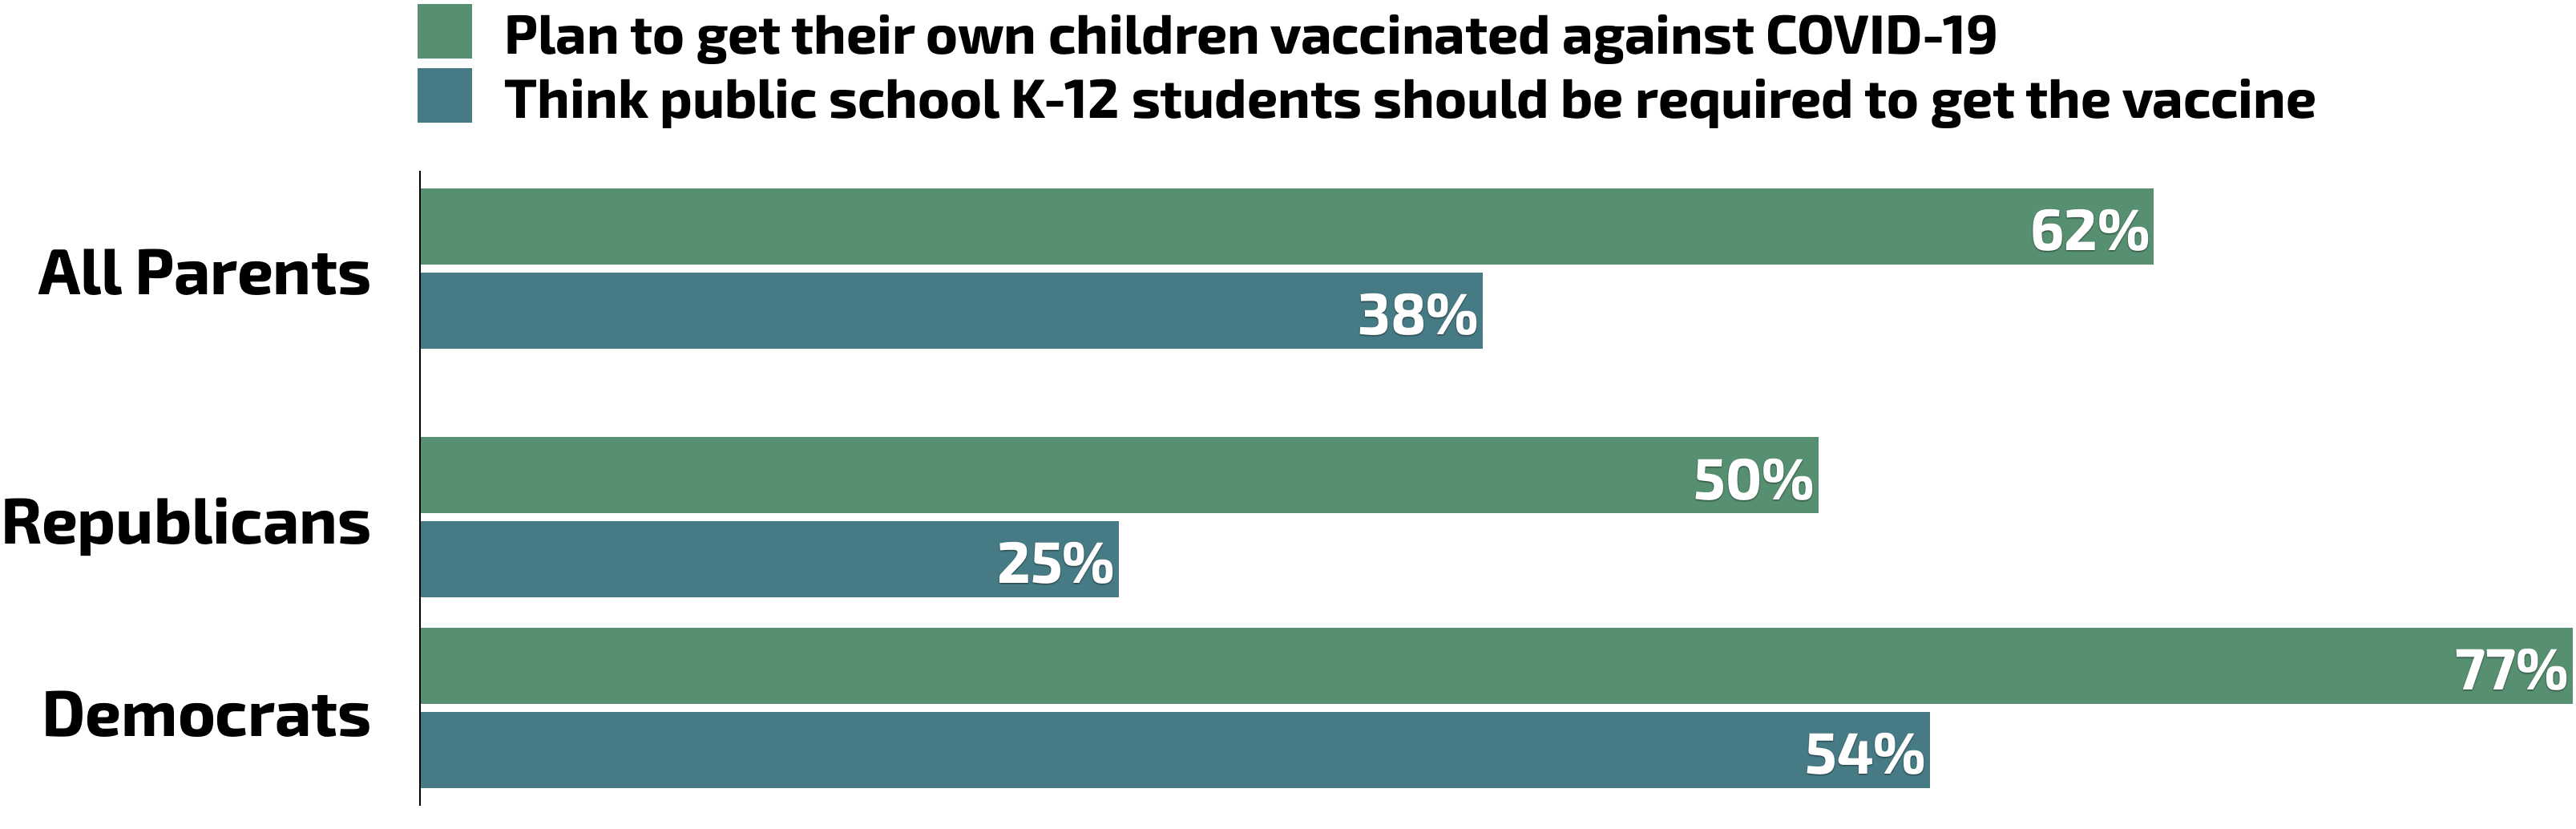 Plan to get their own children vaccinated against COVID-19
Think public school K-12 students should be required to get the vaccine
All Parents
62%
38%
Republicans
50%
25%
Democrats
77%
54%